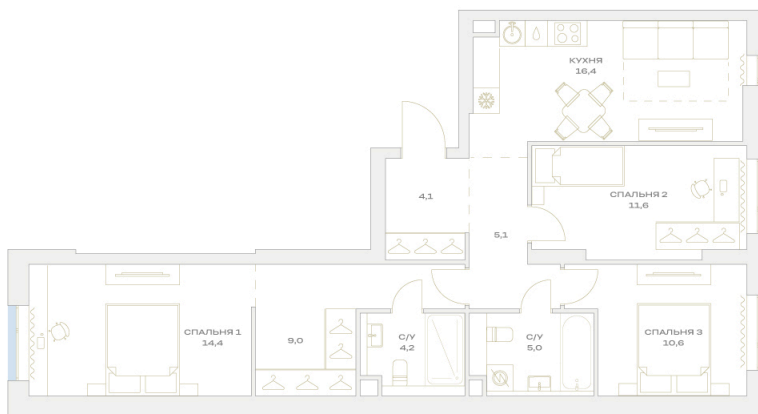 КУХНЯ
16,4
4,1
СПАЛЬНЯ 2
11,6
5,1
СПАЛЬНЯ 1
14,4
9,0
С/У
4,2
С/У
5,0
СПАЛЬНЯ 3
10,6